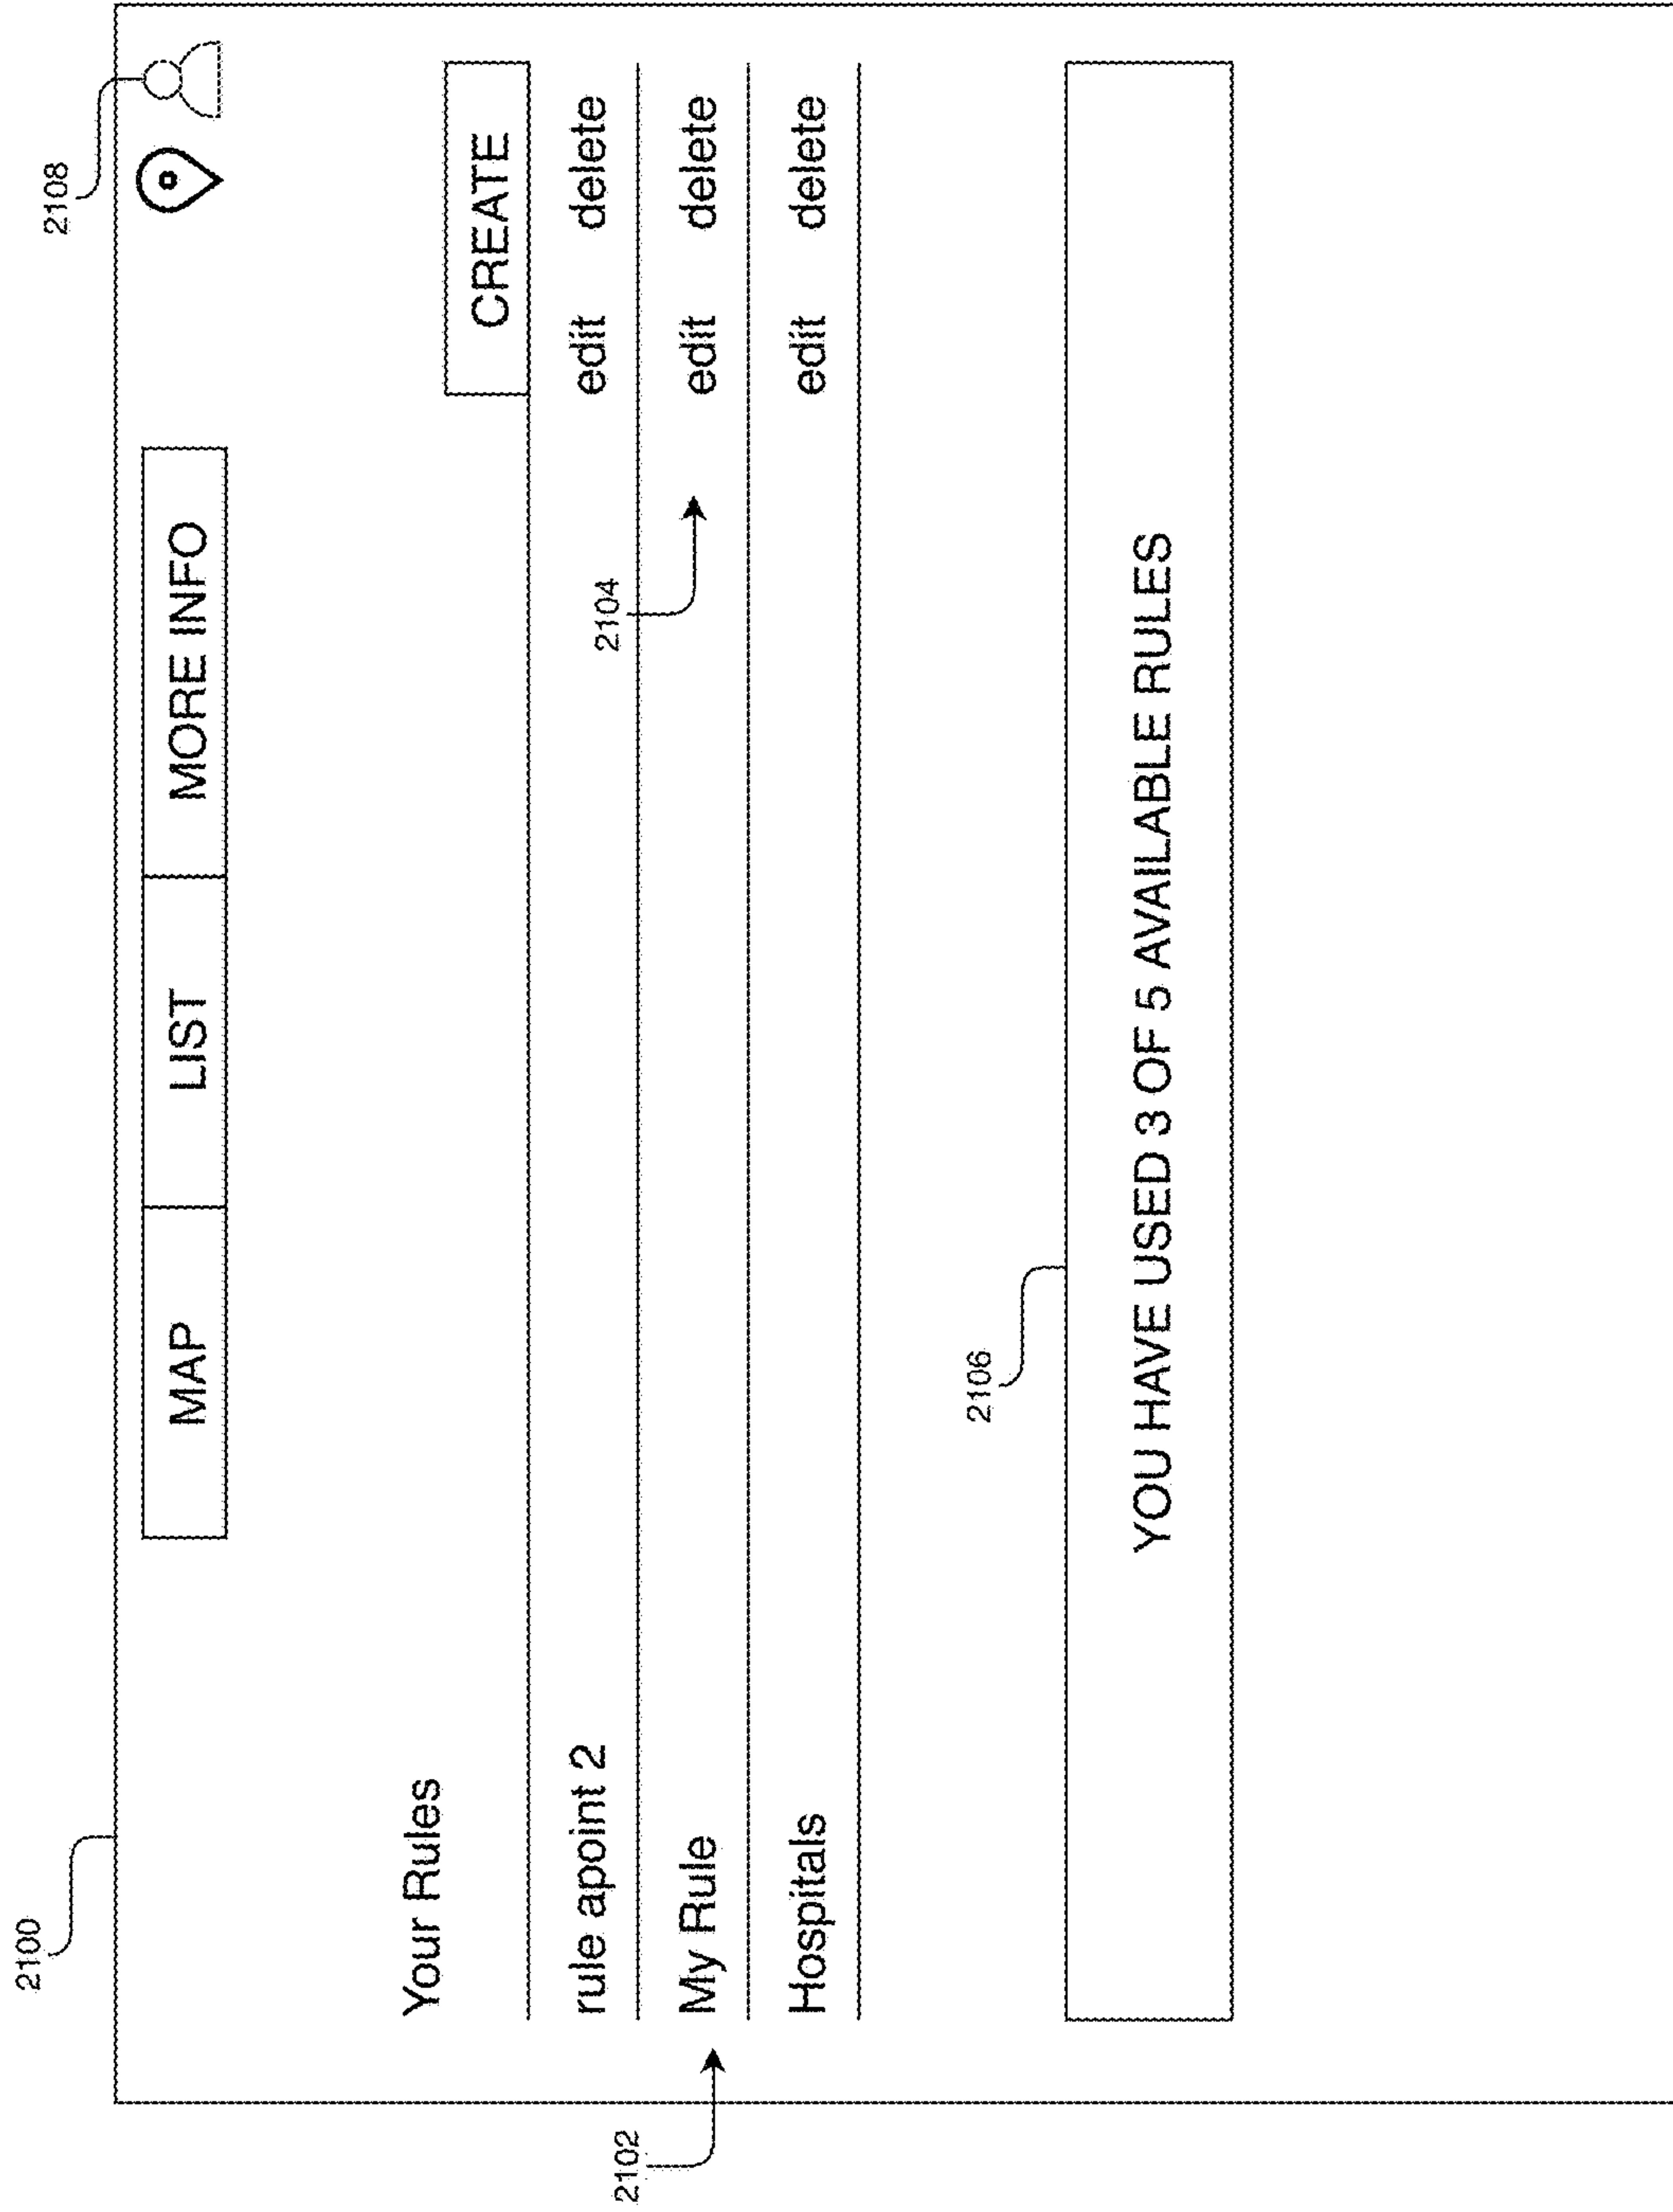 2100
2108
MAP LIST MORE INFO
Your Rules
CREATE
rule apoint 2 edit delete
2104
2102
My Rule edit delete
Hospitals edit delete
2106
YOU HAVE USED 3 OF 5 AVAILABLE RULES